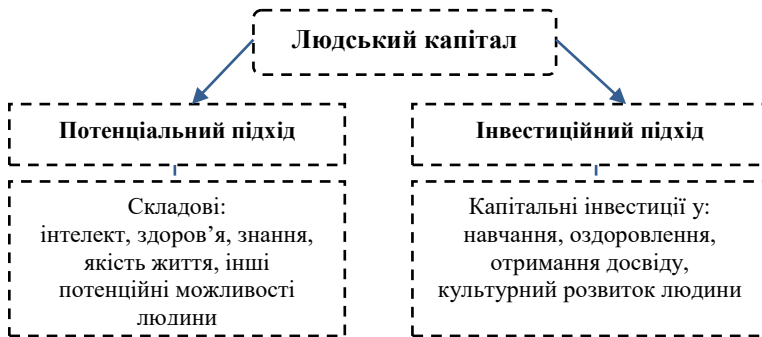 Людський капітал
Потенціальний підхід
Інвестиційний підхід
Складові:
інтелект, здоров’я, знання,
якість життя, інші
потенційні можливості
людини
Капітальні інвестиції у:
навчання, оздоровлення,
отримання досвіду,
культурний розвиток людини